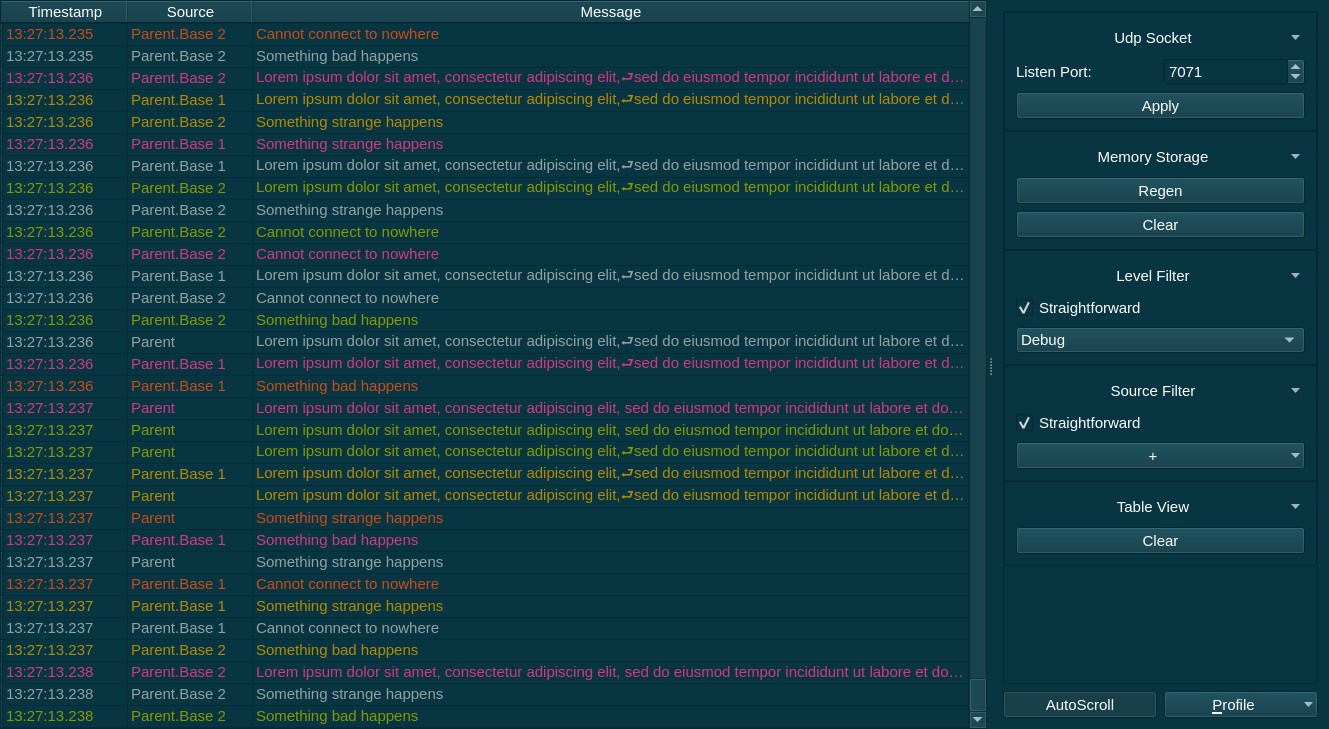 Timestamp Source Message
13:27:13.235 Parent.Base 2 Cannot connect to nowhere
13:27:13.235 Parent.Base 2 Something bad happens
13:27:13.236 Parent.Base 2 Lorem ipsum dolor sit amet, consectetur adipiscing elit,⮐sed do eiusmod tempor incididunt ut labore et d…
13:27:13.236 Parent.Base 1 Lorem ipsum dolor sit amet, consectetur adipiscing elit,⮐sed do eiusmod tempor incididunt ut labore et d…
13:27:13.236 Parent.Base 2 Something strange happens
13:27:13.236 Parent.Base 1 Something strange happens
13:27:13.236 Parent.Base 1 Lorem ipsum dolor sit amet, consectetur adipiscing elit,⮐sed do eiusmod tempor incididunt ut labore et d…
13:27:13.236 Parent.Base 2 Lorem ipsum dolor sit amet, consectetur adipiscing elit,⮐sed do eiusmod tempor incididunt ut labore et d…
13:27:13.236 Parent.Base 2 Something strange happens
13:27:13.236 Parent.Base 2 Cannot connect to nowhere
13:27:13.236 Parent.Base 2 Cannot connect to nowhere
13:27:13.236 Parent.Base 1 Lorem ipsum dolor sit amet, consectetur adipiscing elit,⮐sed do eiusmod tempor incididunt ut labore et d…
13:27:13.236 Parent.Base 2 Cannot connect to nowhere
13:27:13.236 Parent.Base 2 Something bad happens
13:27:13.236 Parent Lorem ipsum dolor sit amet, consectetur adipiscing elit,⮐sed do eiusmod tempor incididunt ut labore et d…
13:27:13.236 Parent.Base 1 Lorem ipsum dolor sit amet, consectetur adipiscing elit,⮐sed do eiusmod tempor incididunt ut labore et d…
13:27:13.236 Parent.Base 1 Something bad happens
13:27:13.237 Parent Lorem ipsum dolor sit amet, consectetur adipiscing elit, sed do eiusmod tempor incididunt ut labore et do…
13:27:13.237 Parent Lorem ipsum dolor sit amet, consectetur adipiscing elit, sed do eiusmod tempor incididunt ut labore et do…
13:27:13.237 Parent Lorem ipsum dolor sit amet, consectetur adipiscing elit,⮐sed do eiusmod tempor incididunt ut labore et d…
13:27:13.237 Parent.Base 1 Lorem ipsum dolor sit amet, consectetur adipiscing elit,⮐sed do eiusmod tempor incididunt ut labore et d…
13:27:13.237 Parent Lorem ipsum dolor sit amet, consectetur adipiscing elit,⮐sed do eiusmod tempor incididunt ut labore et d…
13:27:13.237 Parent Something strange happens
13:27:13.237 Parent.Base 1 Something bad happens
13:27:13.237 Parent Something strange happens
13:27:13.237 Parent.Base 1 Cannot connect to nowhere
13:27:13.237 Parent.Base 1 Something strange happens
13:27:13.237 Parent.Base 1 Cannot connect to nowhere
13:27:13.237 Parent.Base 2 Something bad happens
13:27:13.238 Parent.Base 2 Lorem ipsum dolor sit amet, consectetur adipiscing elit, sed do eiusmod tempor incididunt ut labore et do…
13:27:13.238 Parent.Base 2 Something strange happens
13:27:13.238 Parent.Base 2 Something bad happens
Udp Socket
Listen Port: 7071
Apply
Memory Storage
Regen
Clear
Level Filter
Straightforward
Debug
Source Filter
Straightforward
+
Table View
Clear
AutoScroll Profile